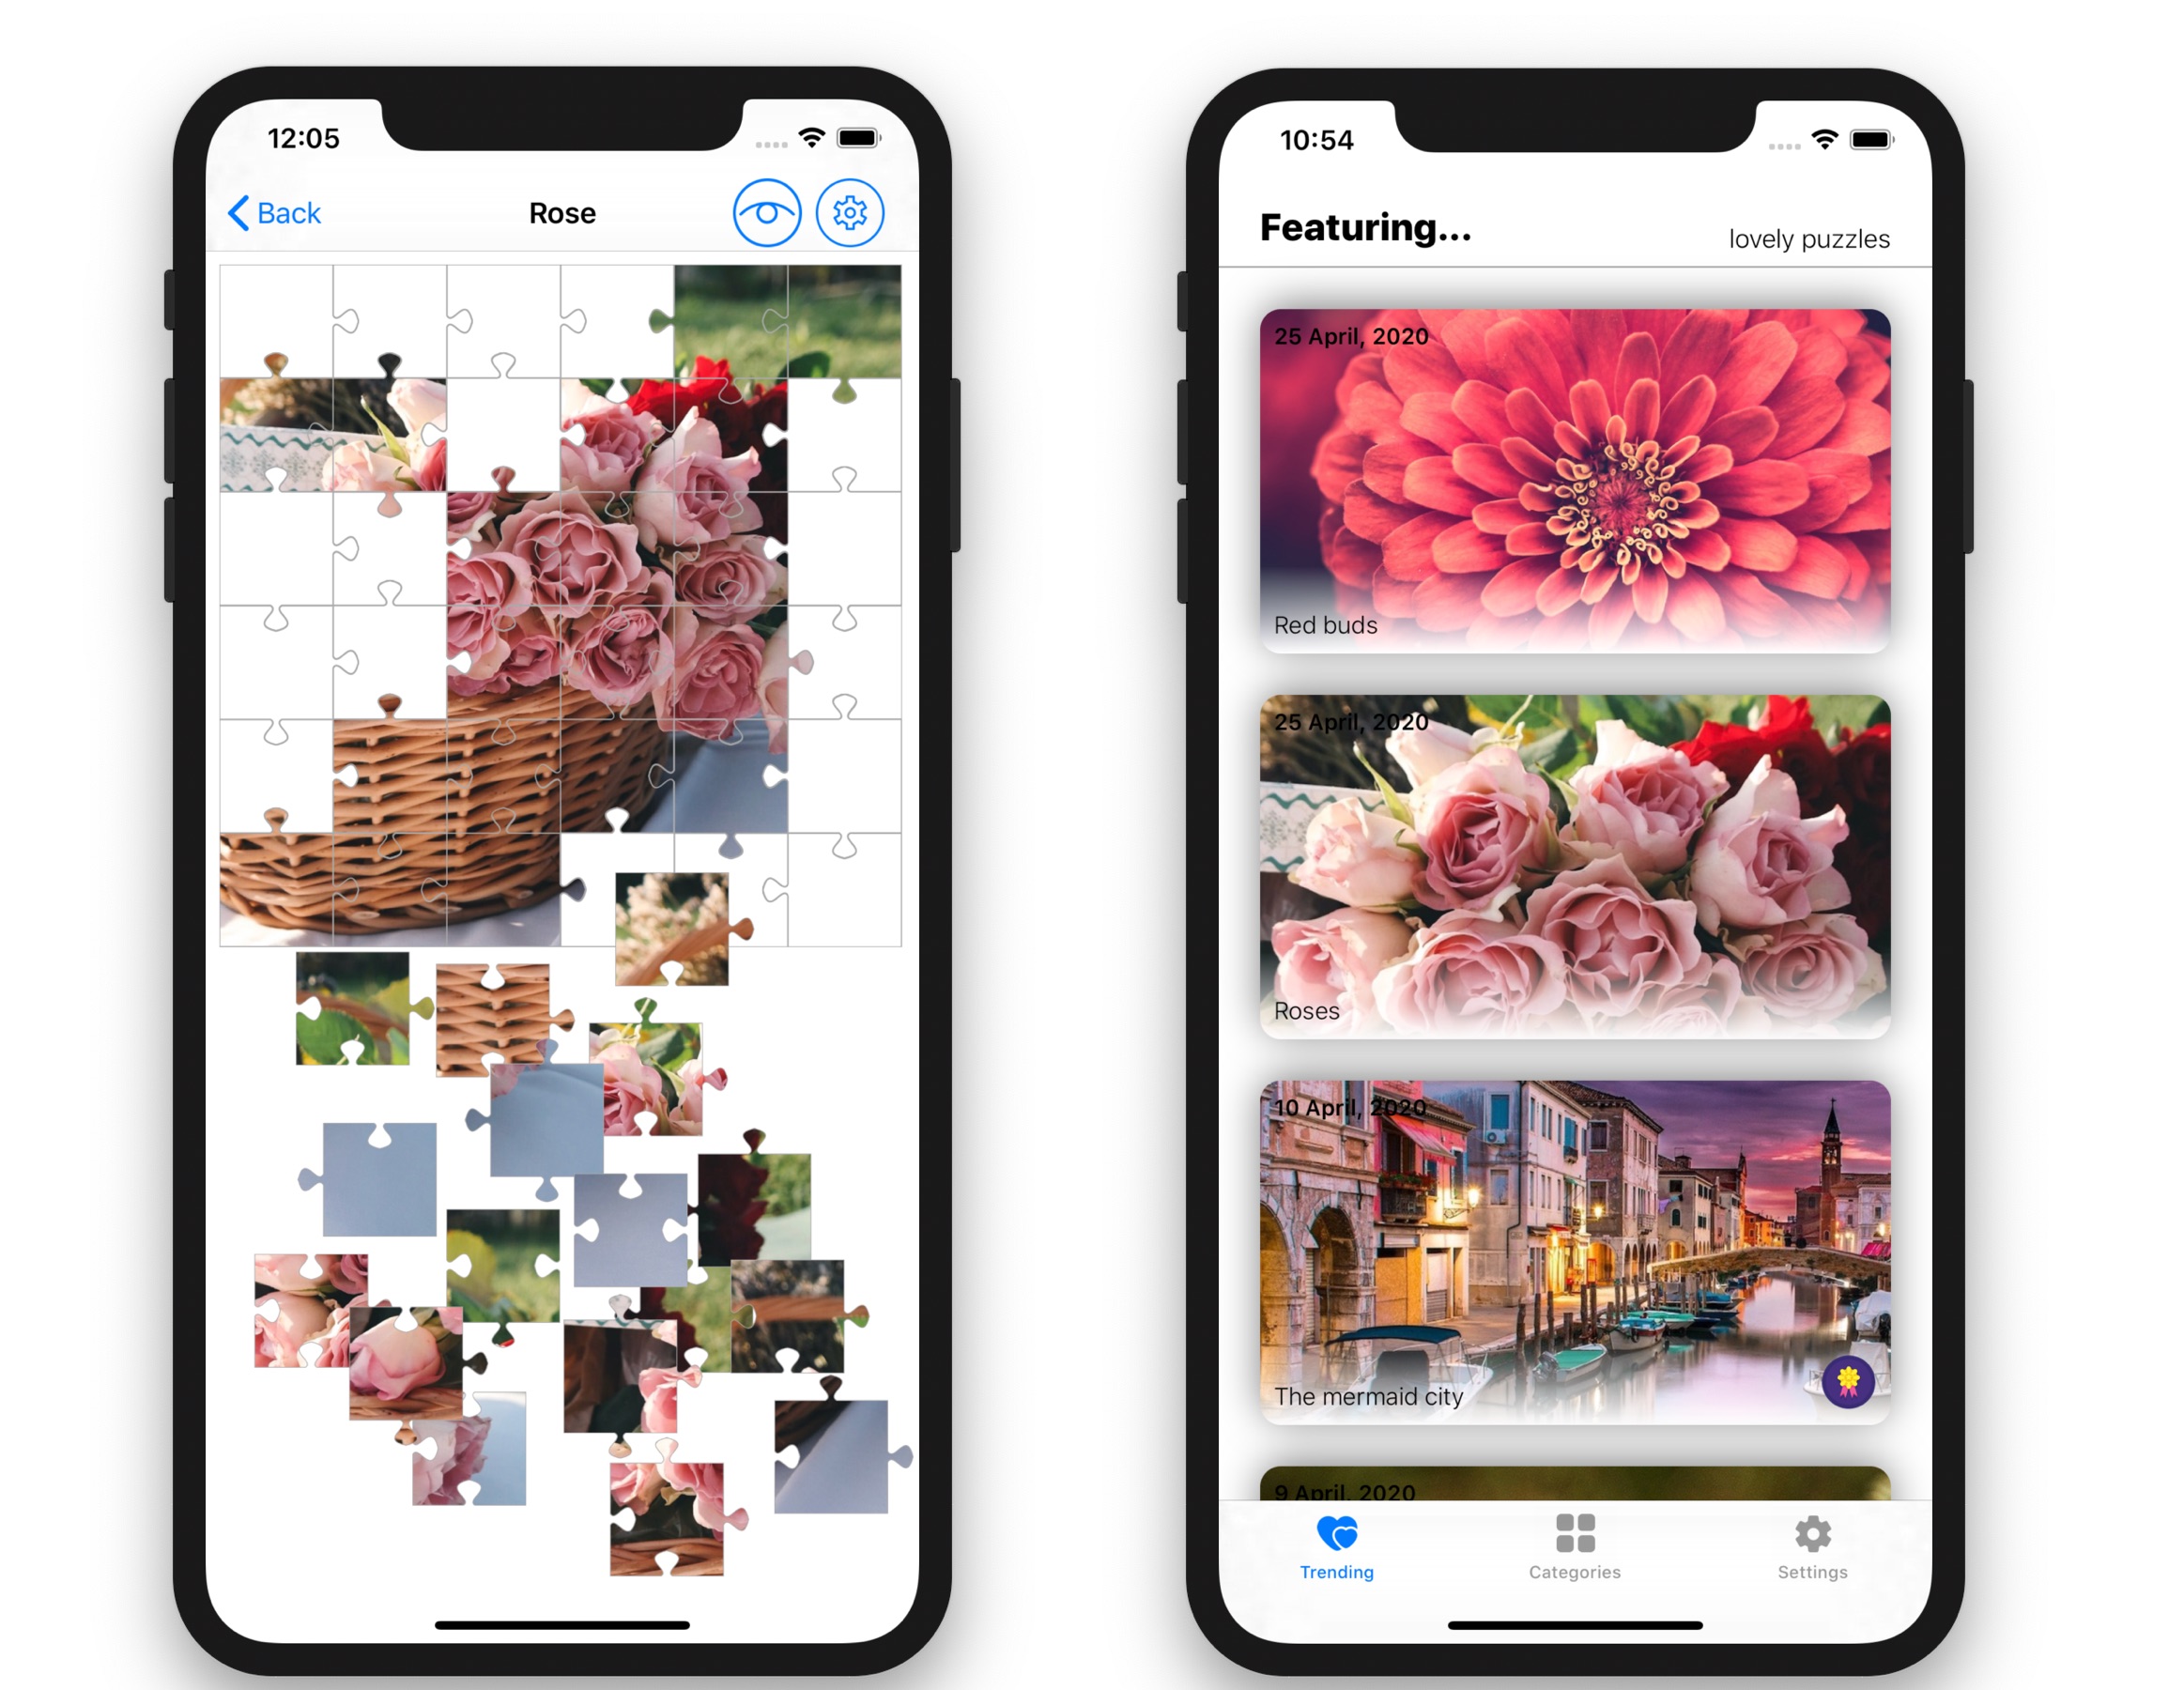 12:05
Back
Rose
10:54
Featuring...
lovely puzzles
25 April, 2020
Red buds
25 April, 2020
Roses
10 April, 2020
The mermaid city
9 April, 2020
Trending
Categories
Settings